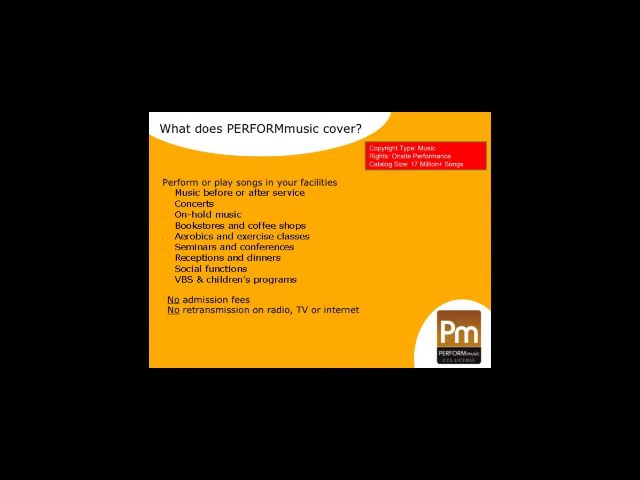 What does PERFORMmusic cover?
Copyright Type: Music
Rights: Onsite Performance
Catalog Size: 17 Million+ Songs
Perform or play songs in your facilities
Music before or after service
Concerts
On-hold music
Bookstores and coffee shops
Aerobics and exercise classes
Seminars and conferences
Receptions and dinners
Social functions
VBS & children's programs
No admission fees
No retransmission on radio, TV or internet
Pm
PERFORMmusic
CCS LICENSE